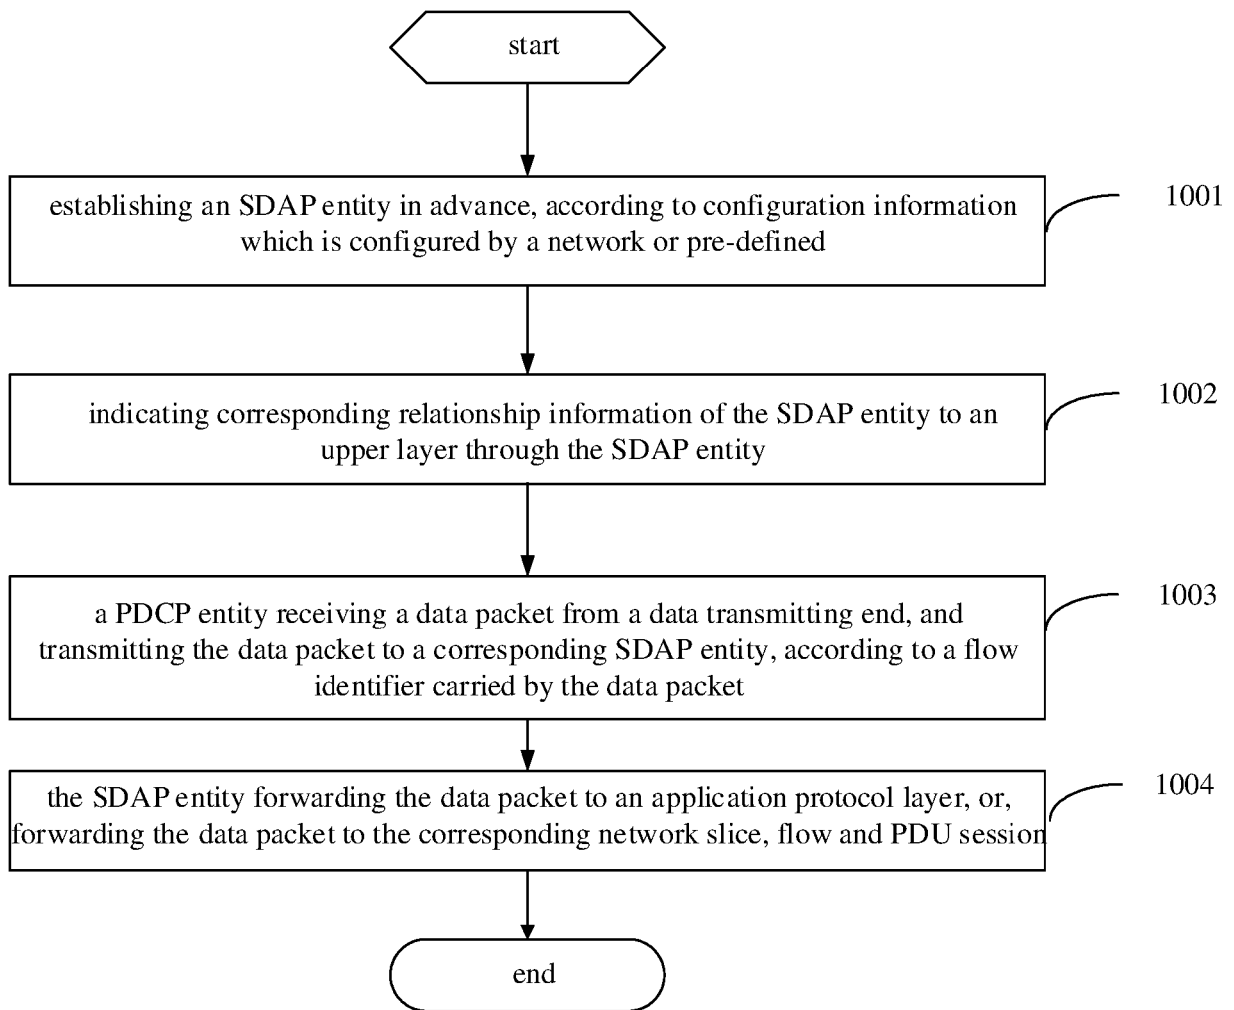 start
establishing an SDAP entity in advance, according to configuration information
which is configured by a network or pre-defined
1001
indicating corresponding relationship information of the SDAP entity to an
upper layer through the SDAP entity
1002
a PDCP entity receiving a data packet from a data transmitting end, and
transmitting the data packet to a corresponding SDAP entity, according to a flow
identifier carried by the data packet
1003
the SDAP entity forwarding the data packet to an application protocol layer, or,
forwarding the data packet to the corresponding network slice, flow and PDU session
1004
end